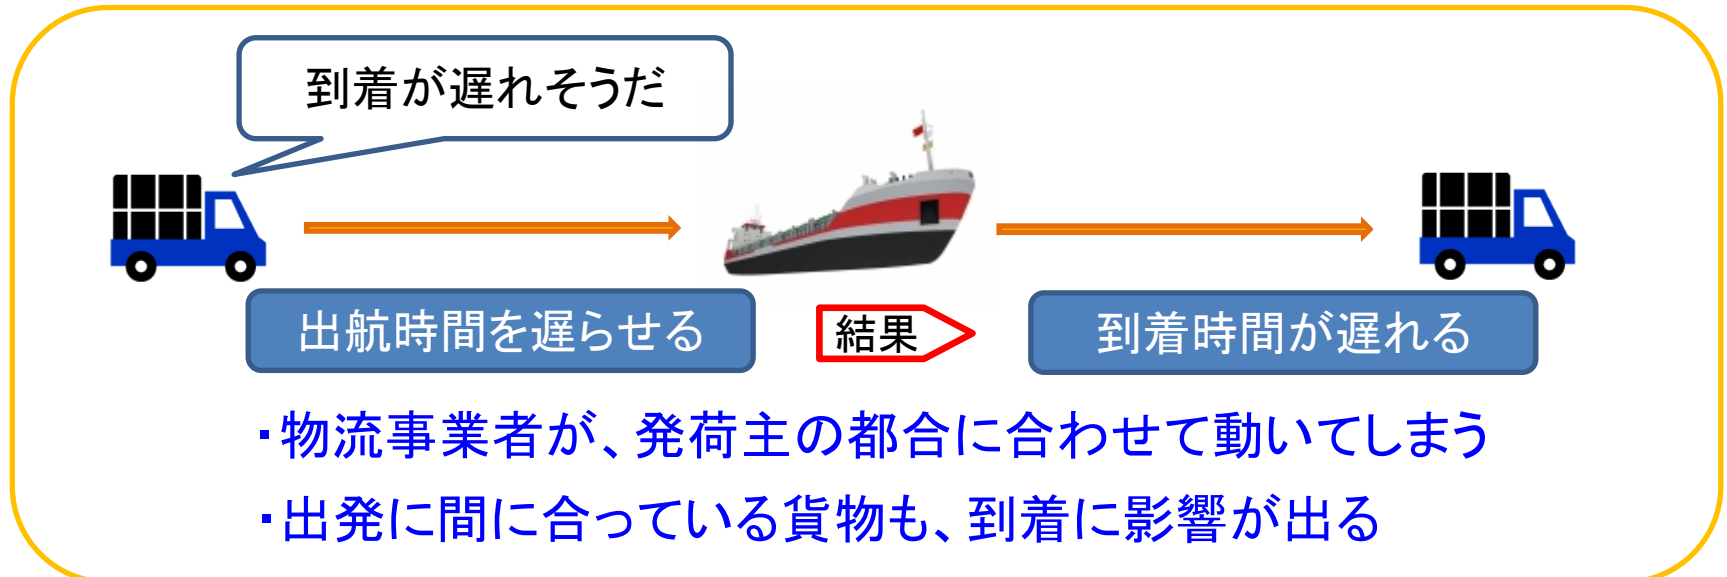 到着が遅れそうだ
出航時間を遅らせる
結果
到着時間が遅れる
・物流事業者が、発荷主の都合に合わせて動いてしまう
・出発に間に合っている貨物も、到着に影響が出る